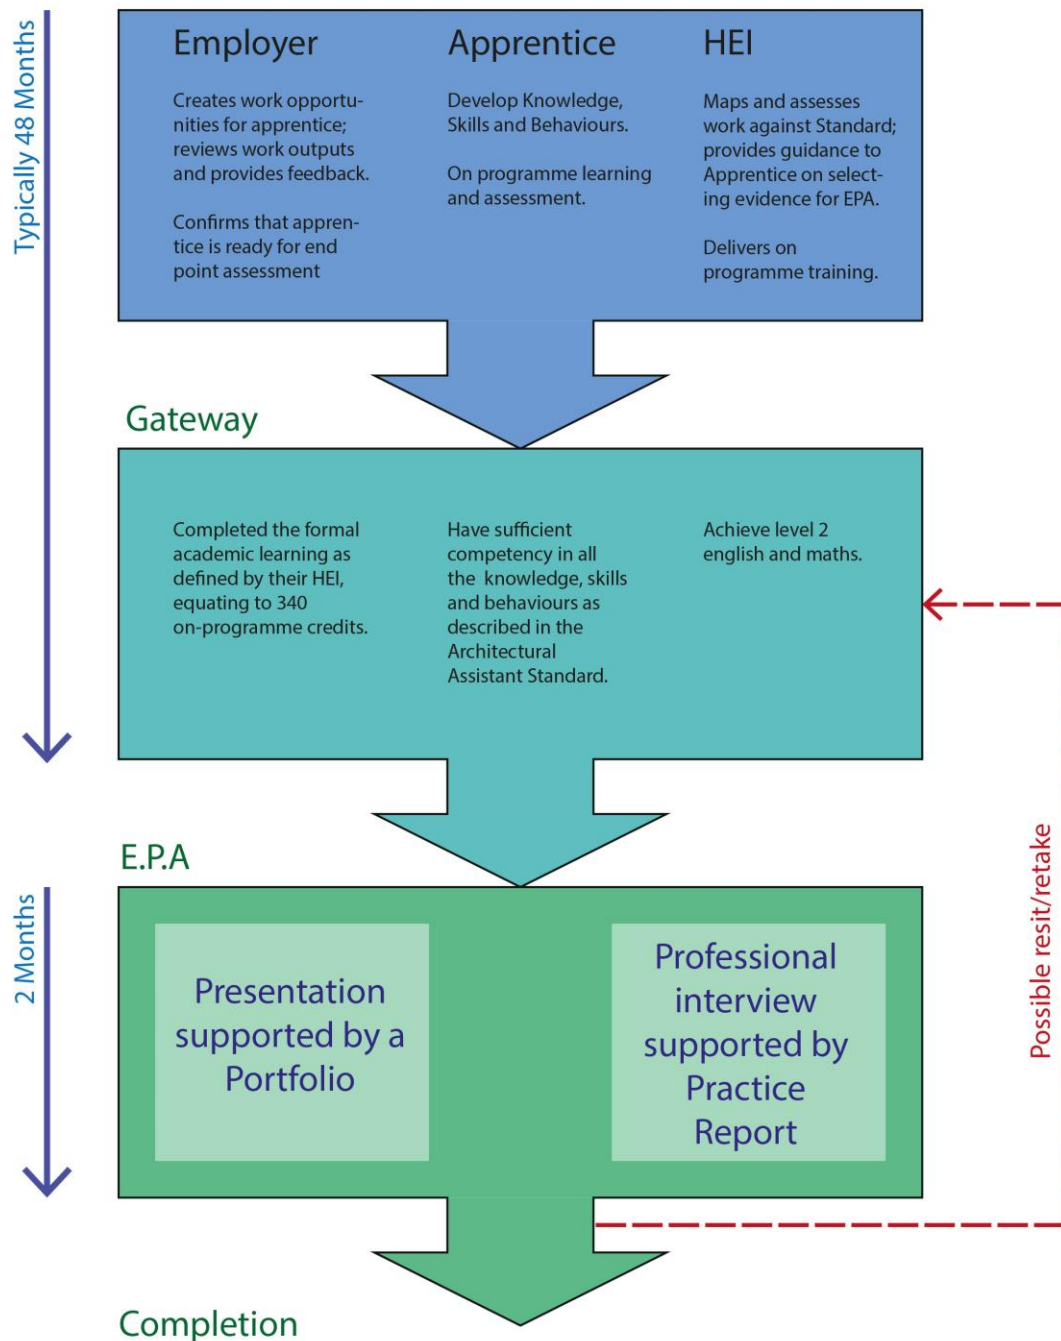 Typically 48 Months
Employer
Creates work opportu-
nities for apprentice;
reviews work outputs
and provides feedback.
Confirms that appren-
tice is ready for end
point assessment
Apprentice
Develop Knowledge,
Skills and Behaviours.
On programme learning
and assessment.
HEI
Maps and assesses
work against Standard;
provides guidance to
Apprentice on select-
ing evidence for EPA.
Delivers on
programme training.
Gateway
Completed the formal
academic learning as
defined by their HEI,
equating to 340
on-programme credits.
Have sufficient
competency in all
the knowledge, skills
and behaviours as
described in the
Architectural
Assistant Standard.
Achieve level 2
english and maths.
E.P.A
2 Months
Presentation
supported by a
Portfolio
Professional
interview
supported by
Practice
Report
Possible resit/retake
Completion